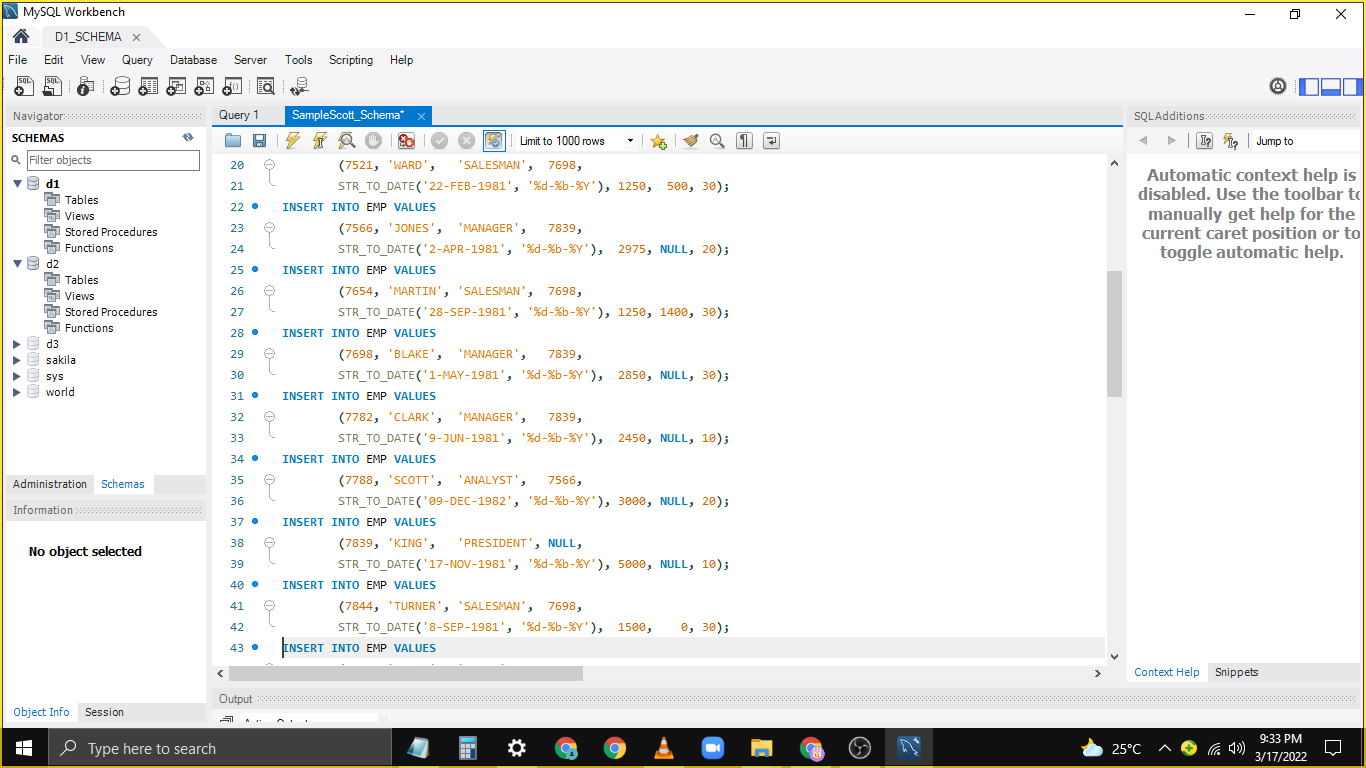 MySQL Workbench
D1_SCHEMA
File Edit View Query Database Server Tools Scripting Help
Navigator
SCHEMAS
Filter objects
d1
Tables
Views
Stored Procedures
Functions
d2
Tables
Views
Stored Procedures
Functions
d3
sakila
sys
world
Administration Schemas
Information
No object selected
Object Info Session
Query 1 SampleScott_Schema*
Limit to 1000 rows
20 (7521, 'WARD', 'SALESMAN', 7698,
21 STR_TO_DATE('22-FEB-1981', '%d-%b-%Y'), 1250, 500, 30);
22 INSERT INTO EMP VALUES
23 (7566, 'JONES', 'MANAGER', 7839,
24 STR_TO_DATE('2-APR-1981', '%d-%b-%Y'), 2975, NULL, 20);
25 INSERT INTO EMP VALUES
26 (7654, 'MARTIN', 'SALESMAN', 7698,
27 STR_TO_DATE('28-SEP-1981', '%d-%b-%Y'), 1250, 1400, 30);
28 INSERT INTO EMP VALUES
29 (7698, 'BLAKE', 'MANAGER', 7839,
30 STR_TO_DATE('1-MAY-1981', '%d-%b-%Y'), 2850, NULL, 30);
31 INSERT INTO EMP VALUES
32 (7782, 'CLARK', 'MANAGER', 7839,
33 STR_TO_DATE('9-JUN-1981', '%d-%b-%Y'), 2450, NULL, 10);
34 INSERT INTO EMP VALUES
35 (7788, 'SCOTT', 'ANALYST', 7566,
36 STR_TO_DATE('09-DEC-1982', '%d-%b-%Y'), 3000, NULL, 20);
37 INSERT INTO EMP VALUES
38 (7839, 'KING', 'PRESIDENT', NULL,
39 STR_TO_DATE('17-NOV-1981', '%d-%b-%Y'), 5000, NULL, 10);
40 INSERT INTO EMP VALUES
41 (7844, 'TURNER', 'SALESMAN', 7698,
42 STR_TO_DATE('8-SEP-1981', '%d-%b-%Y'), 1500, 0, 30);
43 INSERT INTO EMP VALUES
Output
SQLAdditions
Jump to
Automatic context help is
disabled. Use the toolbar to
manually get help for the
current caret position or to
toggle automatic help.
Context Help Snippets
Type here to search
25°C
9:33 PM
3/17/2022